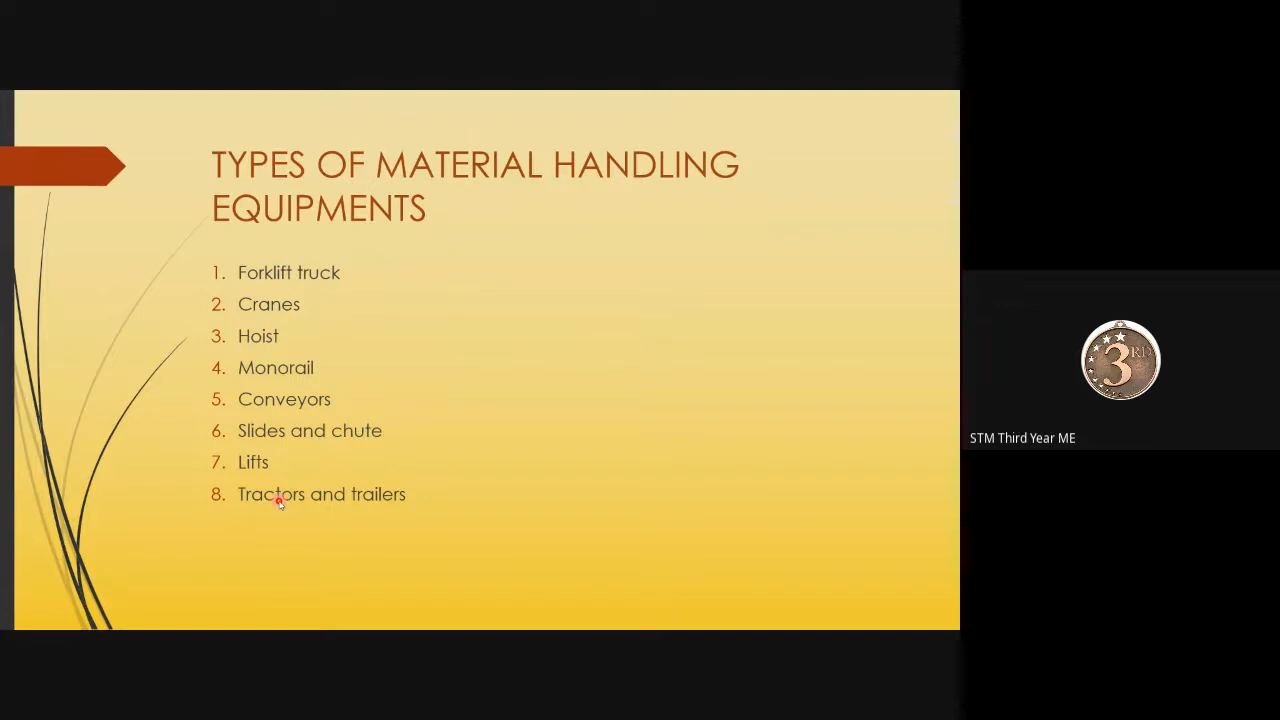 TYPES OF MATERIAL HANDLING
EQUIPMENTS
1. Forklift truck
2. Cranes
3. Hoist
4. Monorail
5. Conveyors
6. Slides and chute
7. Lifts
8. Tractors and trailers
3RD
STM Third Year ME